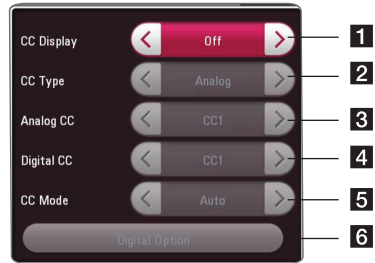 CC Display Off 1
CC Type Analog 2
Analog CC CC1 3
Digital CC CC1 4
CC Mode Auto 5
Digital Option 6